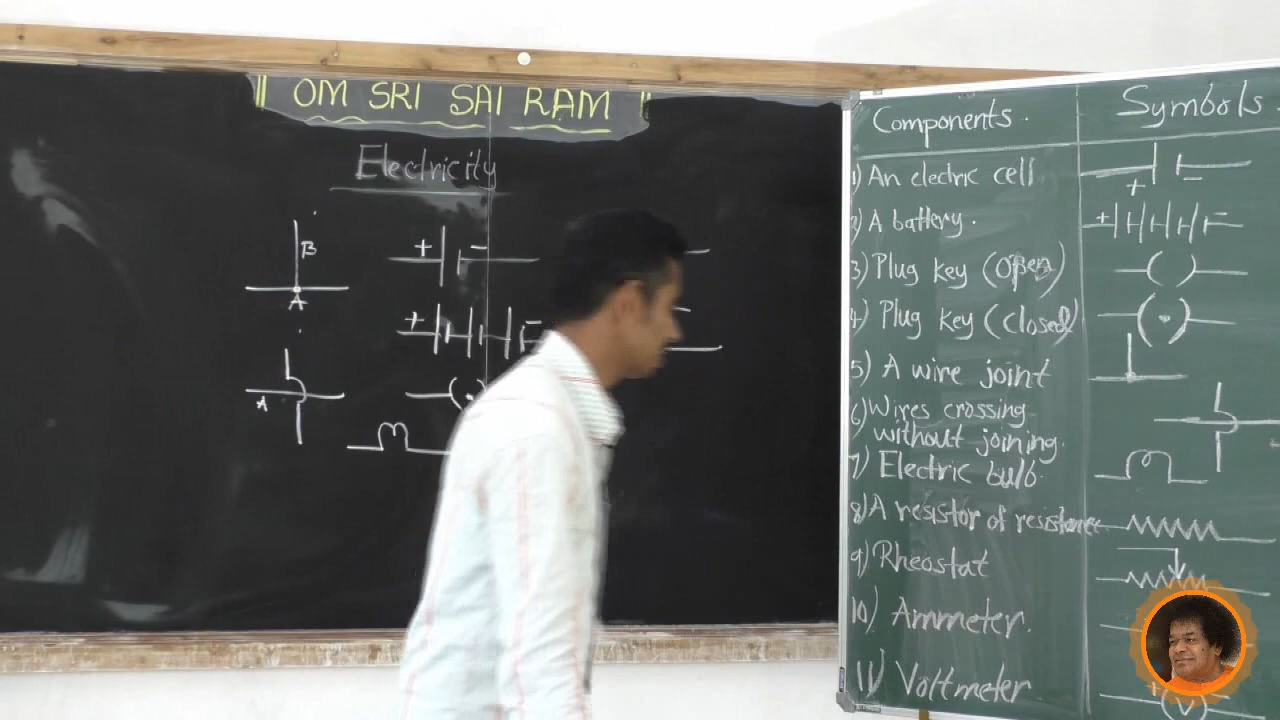 || OM SRI SAI RAM ||
Electricity
B
A
+ –
+ –
A
Components. Symbols.
1) An electric cell + –
2) A battery. + –
3) Plug key (Open)
4) Plug key (closed)
5) A wire joint
6) Wires crossing
without joining.
7) Electric bulb.
8) A resistor of resistance
9) Rheostat
10) Ammeter.
11) Voltmeter + V